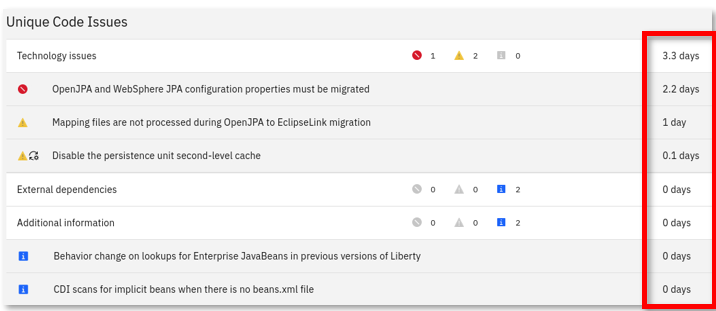 Unique Code Issues
Technology issues 1 2 0 3.3 days
OpenJPA and WebSphere JPA configuration properties must be migrated 2.2 days
Mapping files are not processed during OpenJPA to EclipseLink migration 1 day
Disable the persistence unit second-level cache 0.1 days
External dependencies 0 0 2 0 days
Additional information 0 0 2 0 days
Behavior change on lookups for Enterprise JavaBeans in previous versions of Liberty 0 days
CDI scans for implicit beans when there is no beans.xml file 0 days